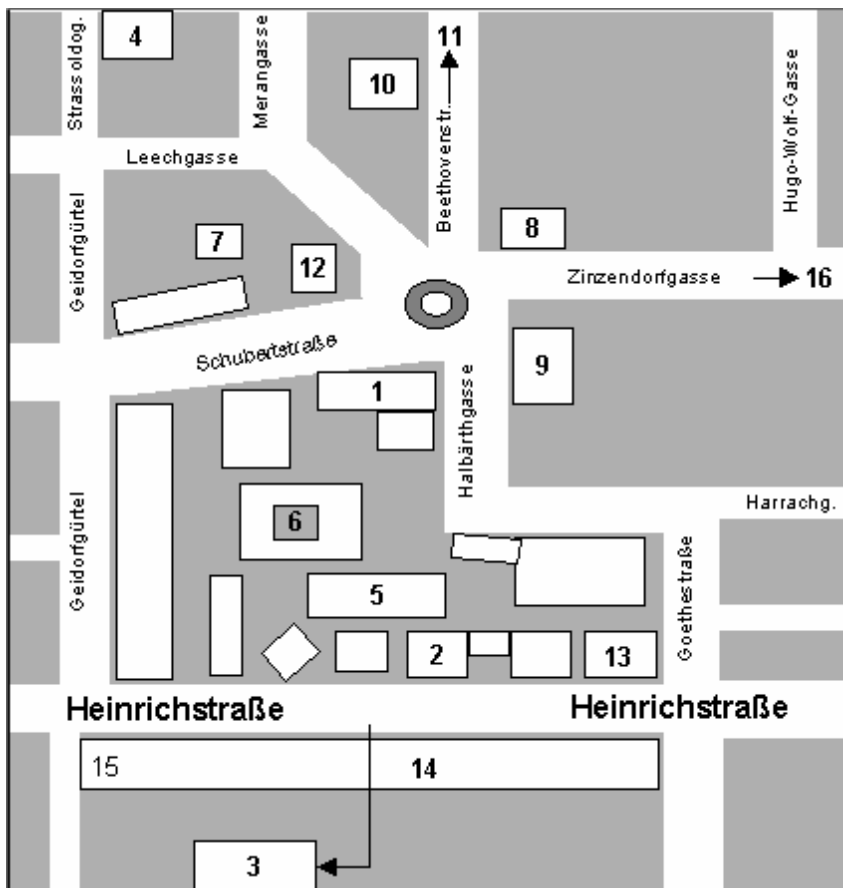 4
11
10
Strassoldog.
Merangasse
Beethovenstr.
Hugo-Wolf-Gasse
Leechgasse
Geidorfgürtel
7
12
8
Zinzendorfgasse
16
Schubertstraße
9
1
Halbärthgasse
Harrachg.
6
Geidorfgürtel
5
Goethestraße
2
13
Heinrichstraße
Heinrichstraße
15
14
3